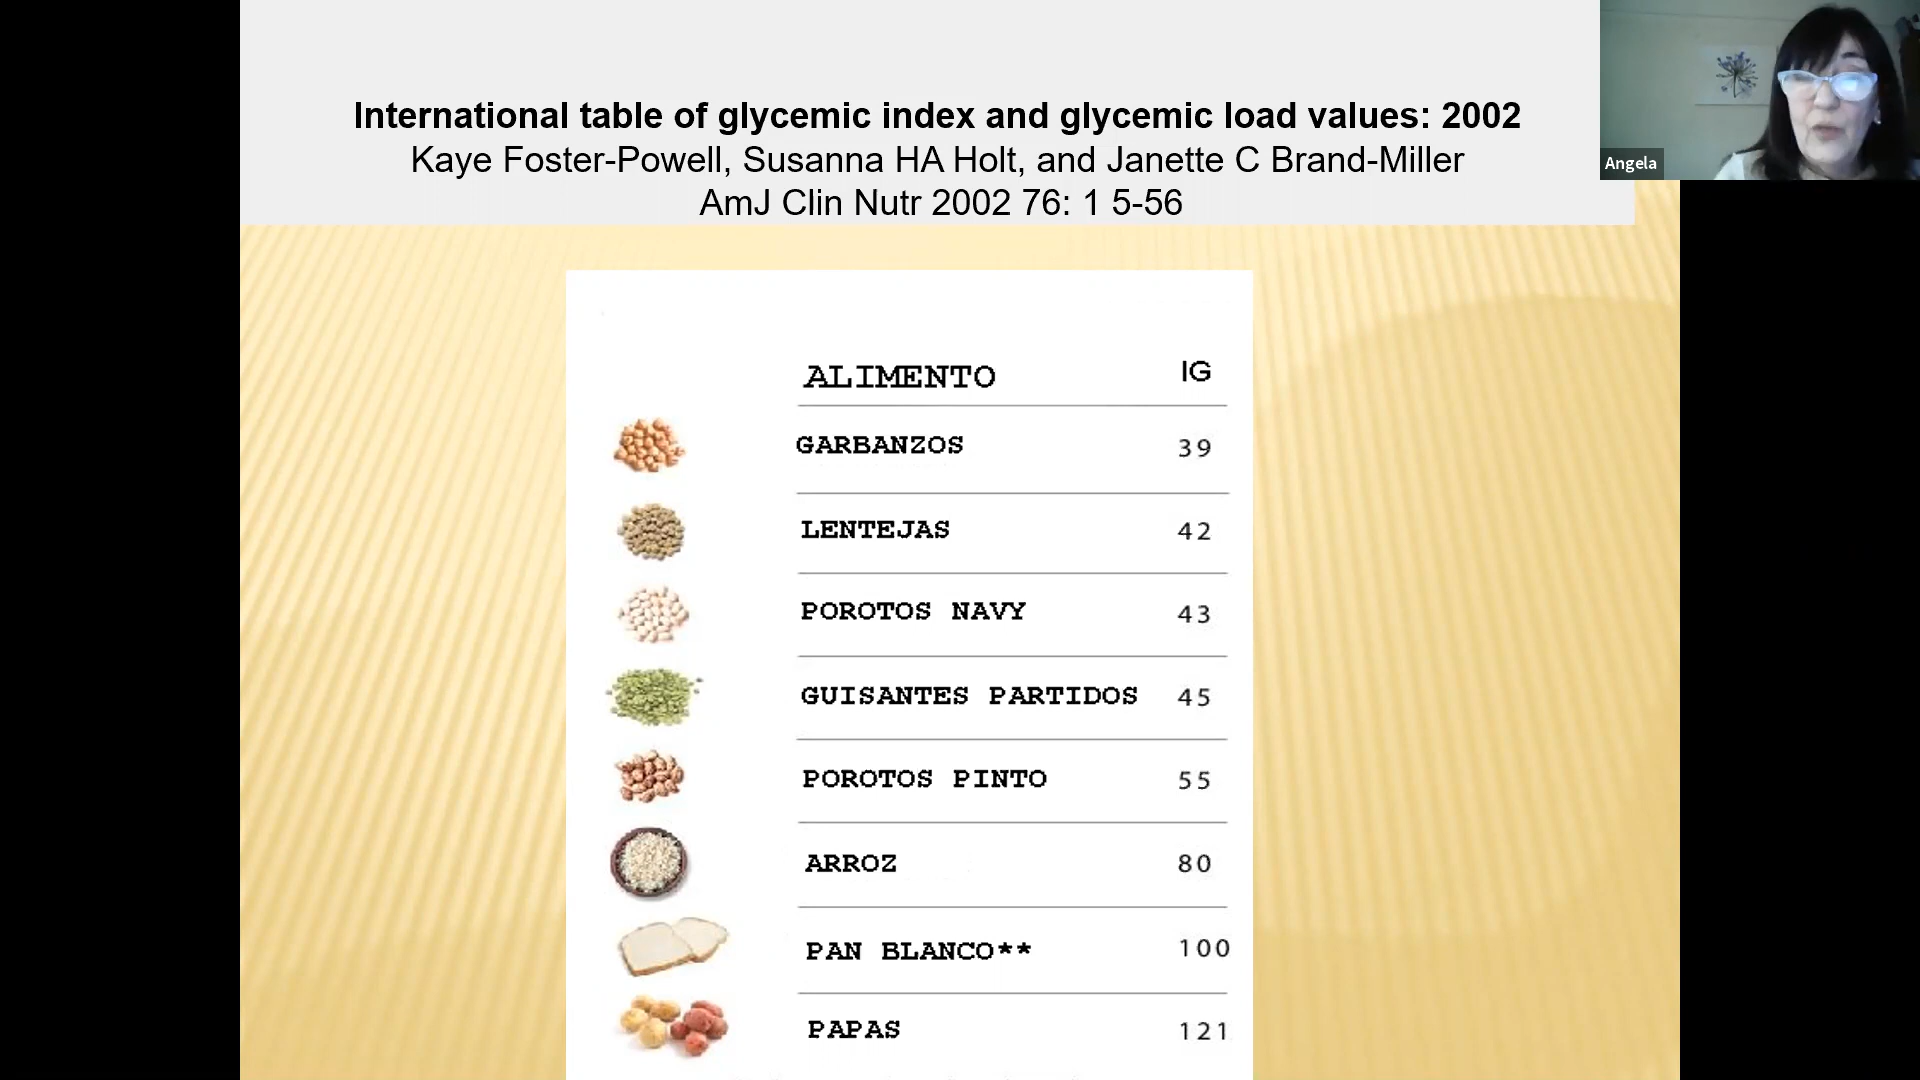 International table of glycemic index and glycemic load values: 2002
Kaye Foster-Powell, Susanna HA Holt, and Janette C Brand-Miller
AmJ Clin Nutr 2002 76: 1 5-56
Angela
ALIMENTO IG
GARBANZOS 39
LENTEJAS 42
POROTOS NAVY 43
GUISANTES PARTIDOS 45
POROTOS PINTO 55
ARROZ 80
PAN BLANCO** 100
PAPAS 121